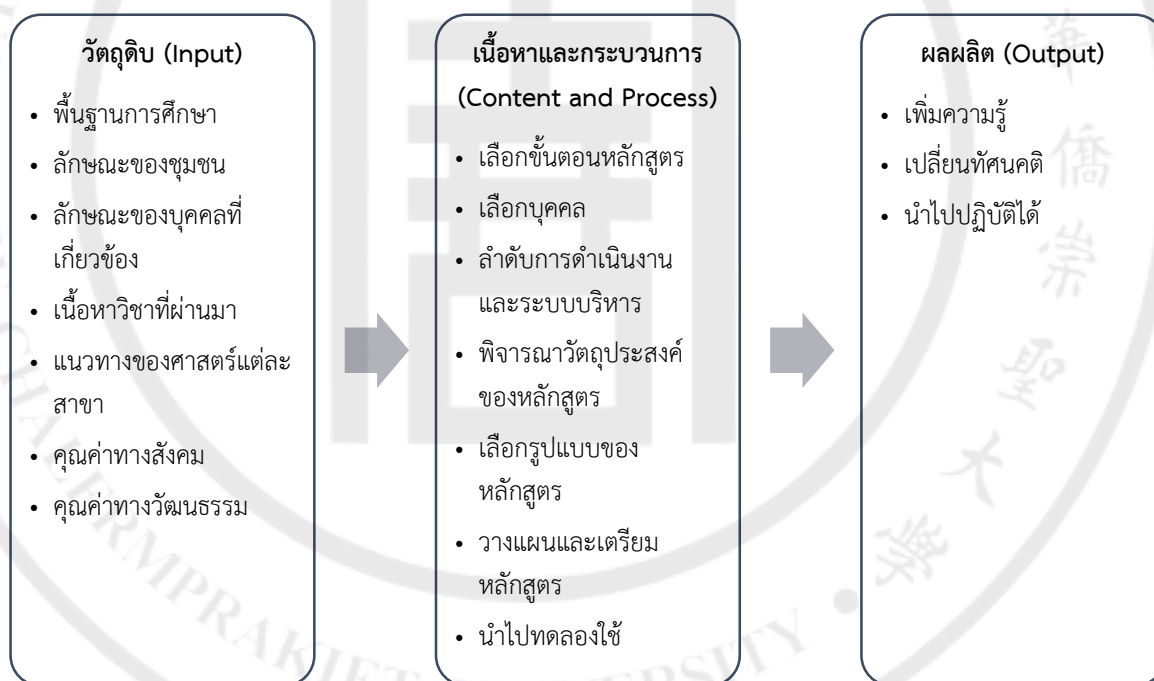 วัตถุดิบ (Input)
• พื้นฐานการศึกษา
• ลักษณะของชุมชน
• ลักษณะของบุคคลที่
เกี่ยวข้อง
• เนื้อหาวิชาที่ผ่านมา
• แนวทางของศาสตร์แต่ละ
สาขา
• คุณค่าทางสังคม
• คุณค่าทางวัฒนธรรม
เนื้อหาและกระบวนการ
(Content and Process)
• เลือกขั้นตอนหลักสูตร
• เลือกบุคคล
• ลำดับการดำเนินงาน
และระบบบริหาร
• พิจารณาวัตถุประสงค์
ของหลักสูตร
• เลือกรูปแบบของ
หลักสูตร
• วางแผนและเตรียม
หลักสูตร
• นำไปทดลองใช้
ผลผลิต (Output)
• เพิ่มความรู้
• เปลี่ยนทัศนคติ
• นำไปปฏิบัติได้
華僑崇聖大學
CHALERMPRAKIET